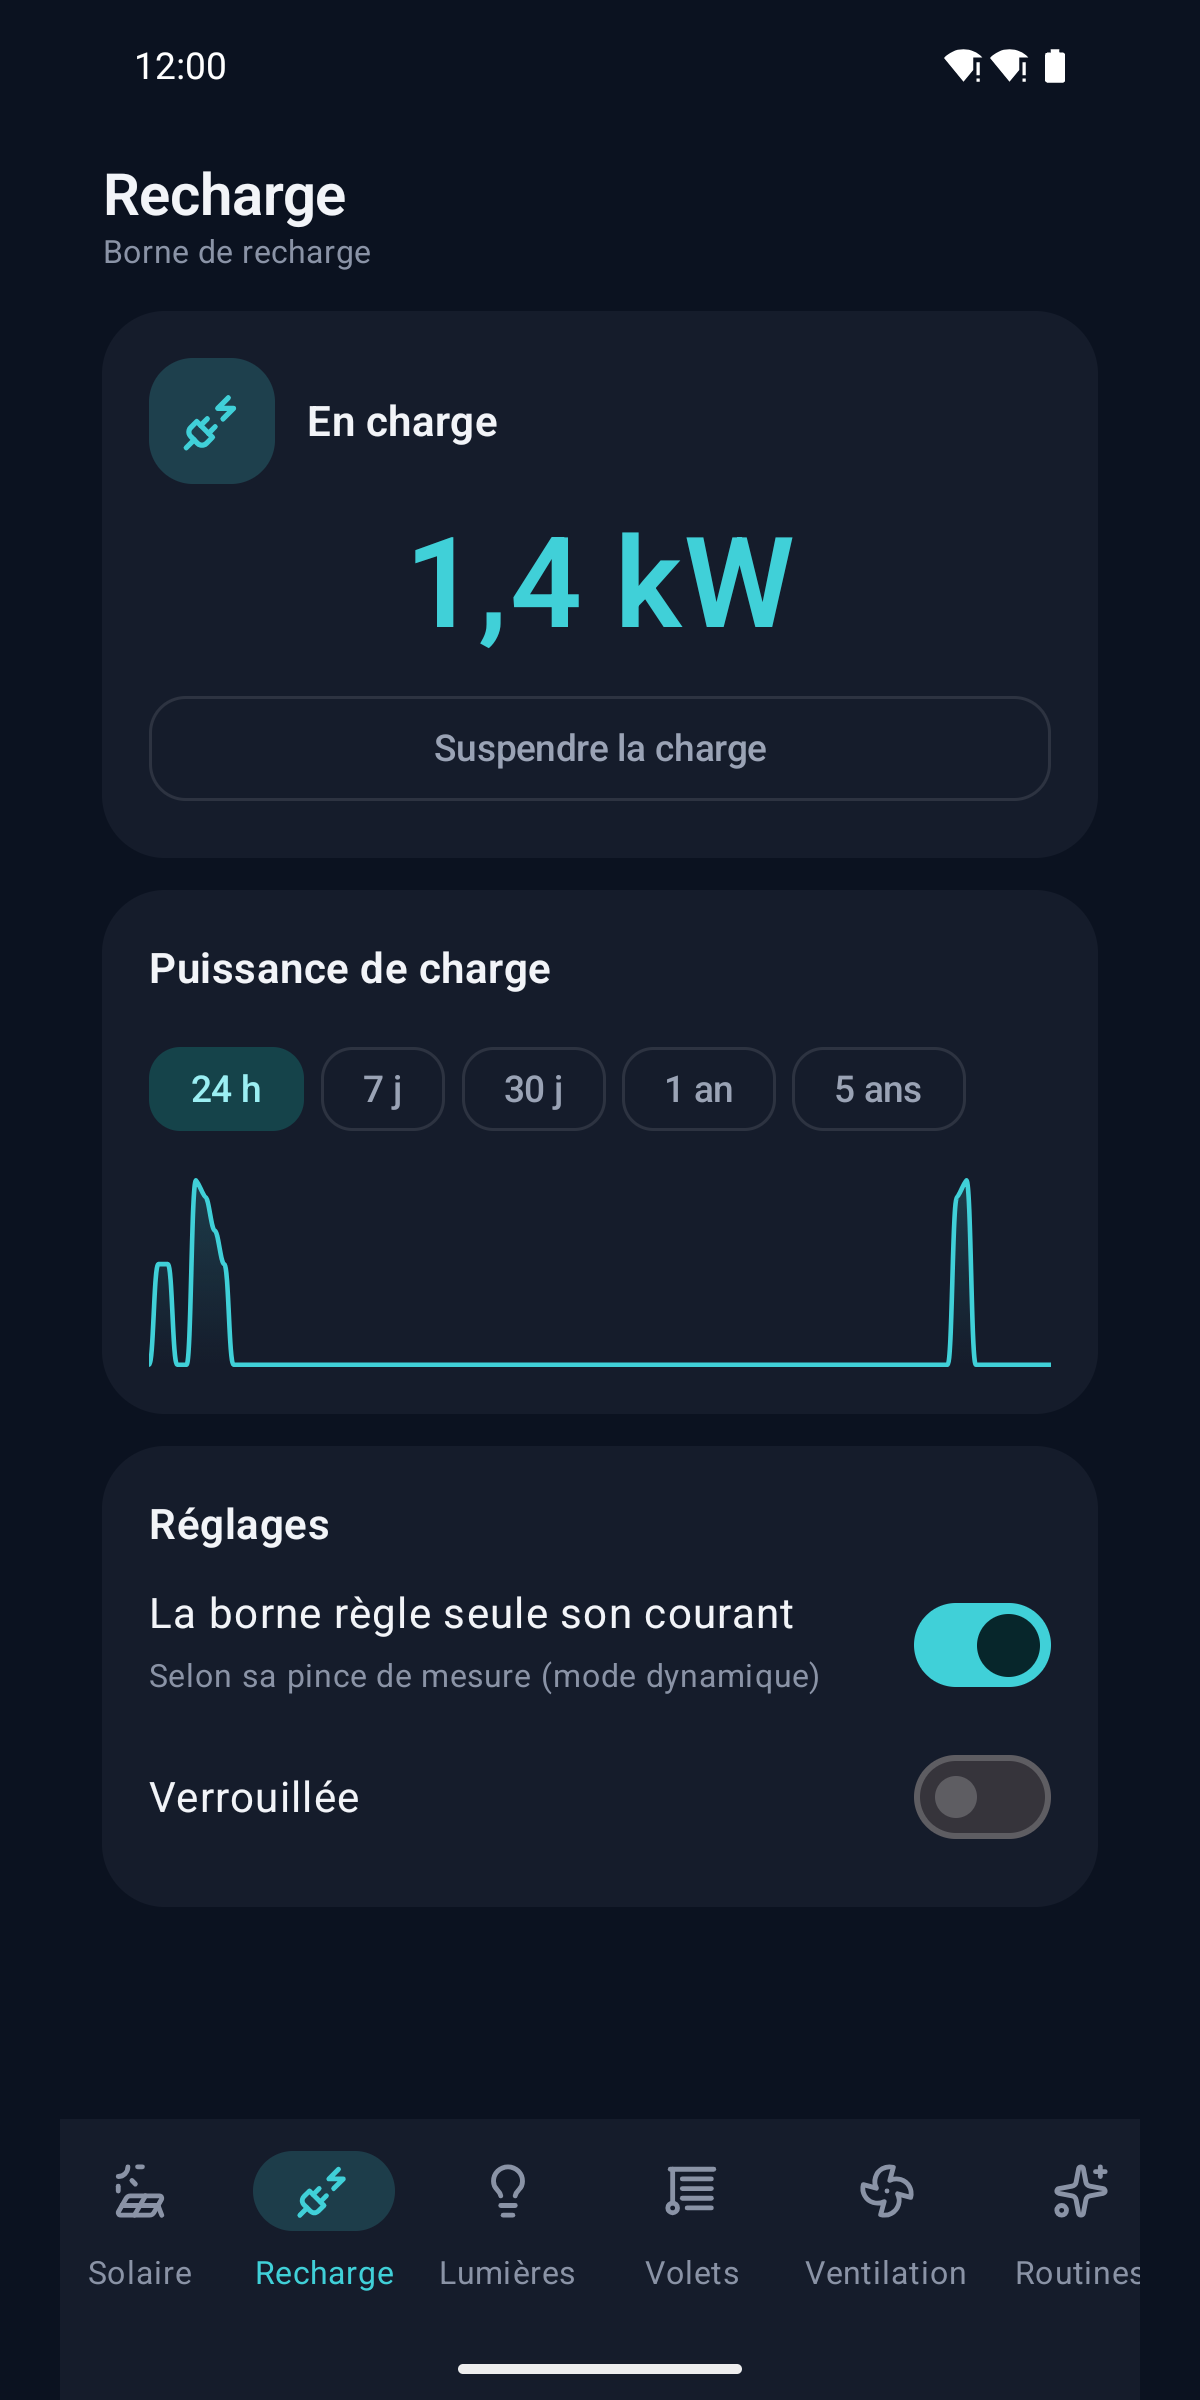 12:00
Recharge
Borne de recharge
En charge
1,4 kW
Suspendre la charge
Puissance de charge
24 h
7 j
30 j
1 an
5 ans
Réglages
La borne règle seule son courant
Selon sa pince de mesure (mode dynamique)
Verrouillée
Solaire
Recharge
Lumières
Volets
Ventilation
Routines